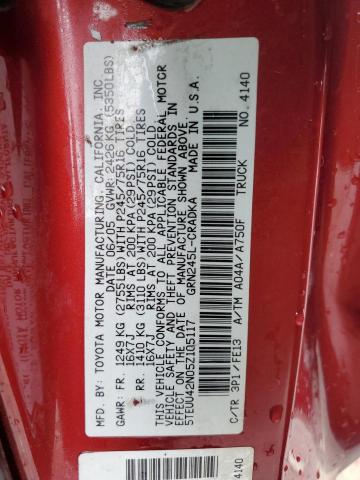 MFD. BY: TOYOTA MOTOR MANUFACTURING, CALIFORNIA, INC.
DATE 06/05 GVWR: 2426KG (5350LBS)
GAWR: FR. 1249 KG (2755LBS) WITH P245/75R16 TIRES
16X7J RIMS AT 200 KPA (29PSI) COLD
RR. 1410 KG (3110LBS) WITH P245/75R16 TIRES
16X7J RIMS AT 200 KPA (29PSI) COLD
THIS VEHICLE CONFORMS TO ALL APPLICABLE FEDERAL MOTOR
VEHICLE SAFETY AND THEFT PREVENTION STANDARDS IN
EFFECT ON THE DATE OF MANUFACTURE SHOWN ABOVE
5TEUU42N05Z105117 GRN245L-CRADKA MADE IN U.S.A.
TRUCK
C/TR 3P1/FE13 A/TM A04A/A750F NO. 4140
4140